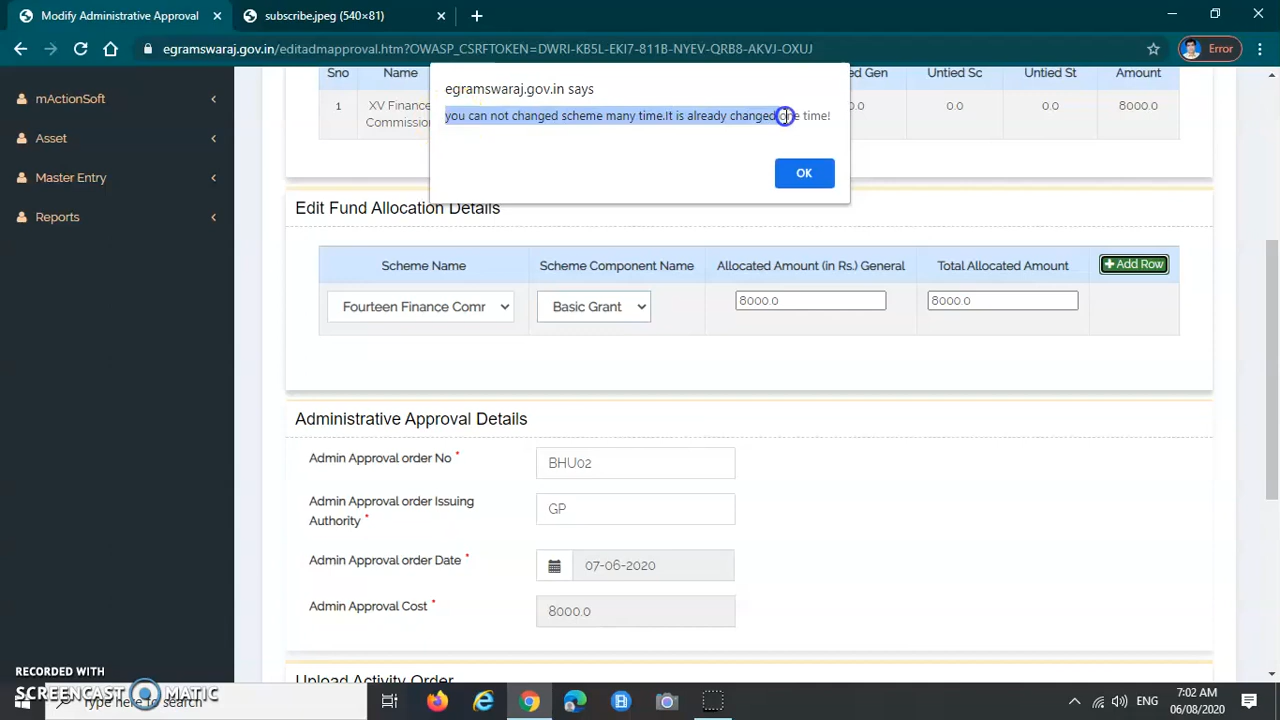 Modify Administrative Approval
subscribe.jpeg (540×81)
egramswaraj.gov.in/editadmapproval.htm?OWASP_CSRFTOKEN=DWRI-KB5L-EKI7-811B-NYEV-QRB8-AKVJ-OXUJ
Error
mActionSoft
Asset
Master Entry
Reports
egramswaraj.gov.in says
you can not changed scheme many time.It is already changed one time!
OK
Sno Name ed Gen Untied Sc Untied St Amount
1 XV Finance .0 0.0 0.0 8000.0
Commission
Edit Fund Allocation Details
Scheme Name Scheme Component Name Allocated Amount (in Rs.) General Total Allocated Amount Add Row
Fourteen Finance Comr Basic Grant 8000.0 8000.0
Administrative Approval Details
Admin Approval order No * BHU02
Admin Approval order Issuing
Authority * GP
Admin Approval order Date * 07-06-2020
Admin Approval Cost * 8000.0
Upload Activity Order
RECORDED WITH
SCREENCAST MATIC
Type here to search
ENG
7:02 AM
06/08/2020